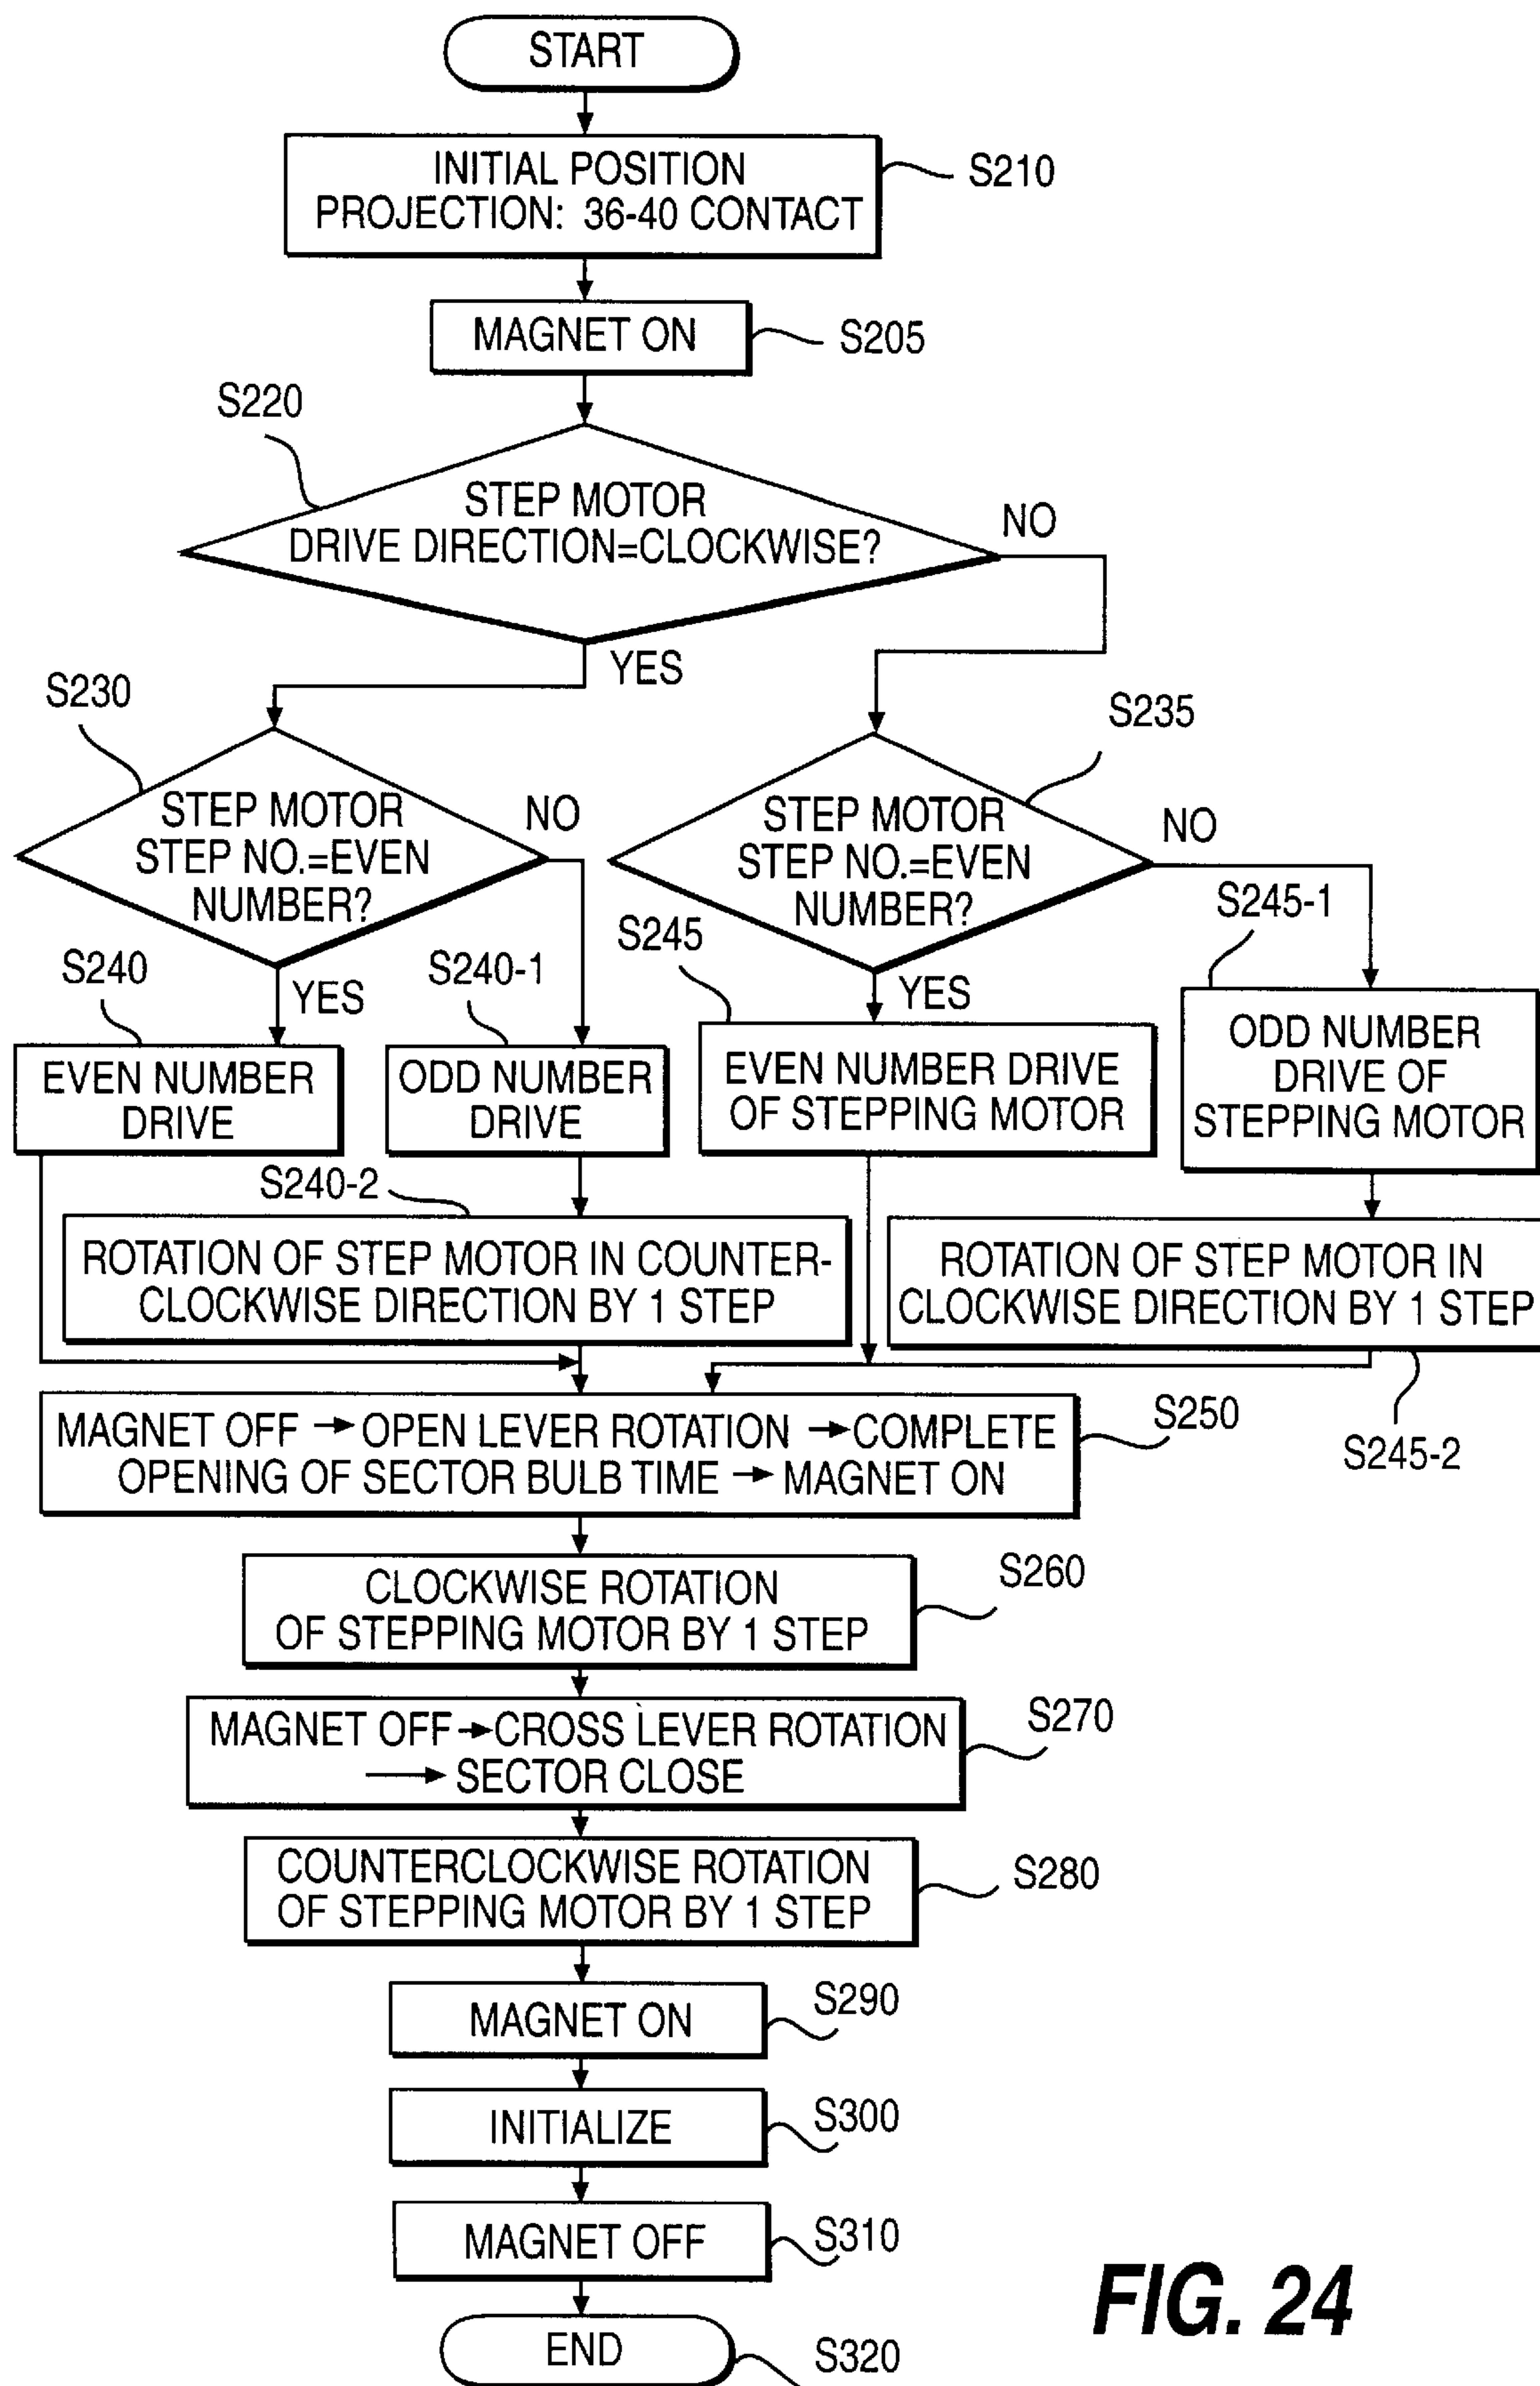 START
INITIAL POSITION
PROJECTION: 36-40 CONTACT
S210
MAGNET ON
S205
S220
STEP MOTOR
DRIVE DIRECTION=CLOCKWISE?
NO
YES
S230
STEP MOTOR
STEP NO.=EVEN
NUMBER?
NO
YES
S235
STEP MOTOR
STEP NO.=EVEN
NUMBER?
NO
YES
S240
EVEN NUMBER
DRIVE
S240-1
ODD NUMBER
DRIVE
S245
EVEN NUMBER DRIVE
OF STEPPING MOTOR
S245-1
ODD NUMBER
DRIVE OF
STEPPING MOTOR
S240-2
ROTATION OF STEP MOTOR IN COUNTER-
CLOCKWISE DIRECTION BY 1 STEP
ROTATION OF STEP MOTOR IN
CLOCKWISE DIRECTION BY 1 STEP
S245-2
MAGNET OFF → OPEN LEVER ROTATION → COMPLETE
OPENING OF SECTOR BULB TIME → MAGNET ON
S250
CLOCKWISE ROTATION
OF STEPPING MOTOR BY 1 STEP
S260
MAGNET OFF → CROSS LEVER ROTATION
→ SECTOR CLOSE
S270
COUNTERCLOCKWISE ROTATION
OF STEPPING MOTOR BY 1 STEP
S280
MAGNET ON
S290
INITIALIZE
S300
MAGNET OFF
S310
END
S320
FIG. 24